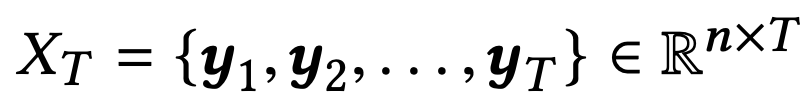 X_T = {𝒚_1, 𝒚_2, . . . , 𝒚_T} ∈ ℝ^{n×T}